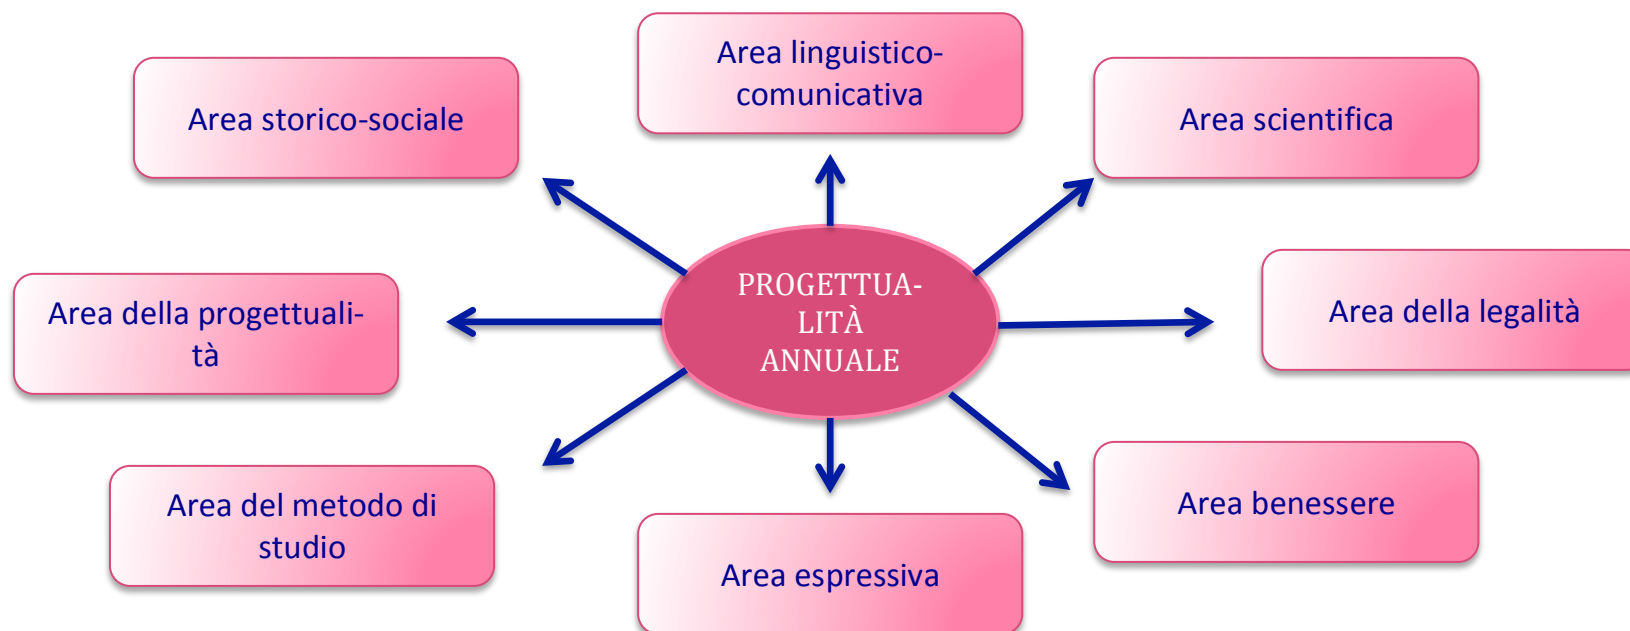 Area linguistico-
comunicativa
Area storico-sociale
Area scientifica
PROGETTUA-
LITÀ
ANNUALE
Area della progettuali-
tà
Area della legalità
Area del metodo di
studio
Area benessere
Area espressiva